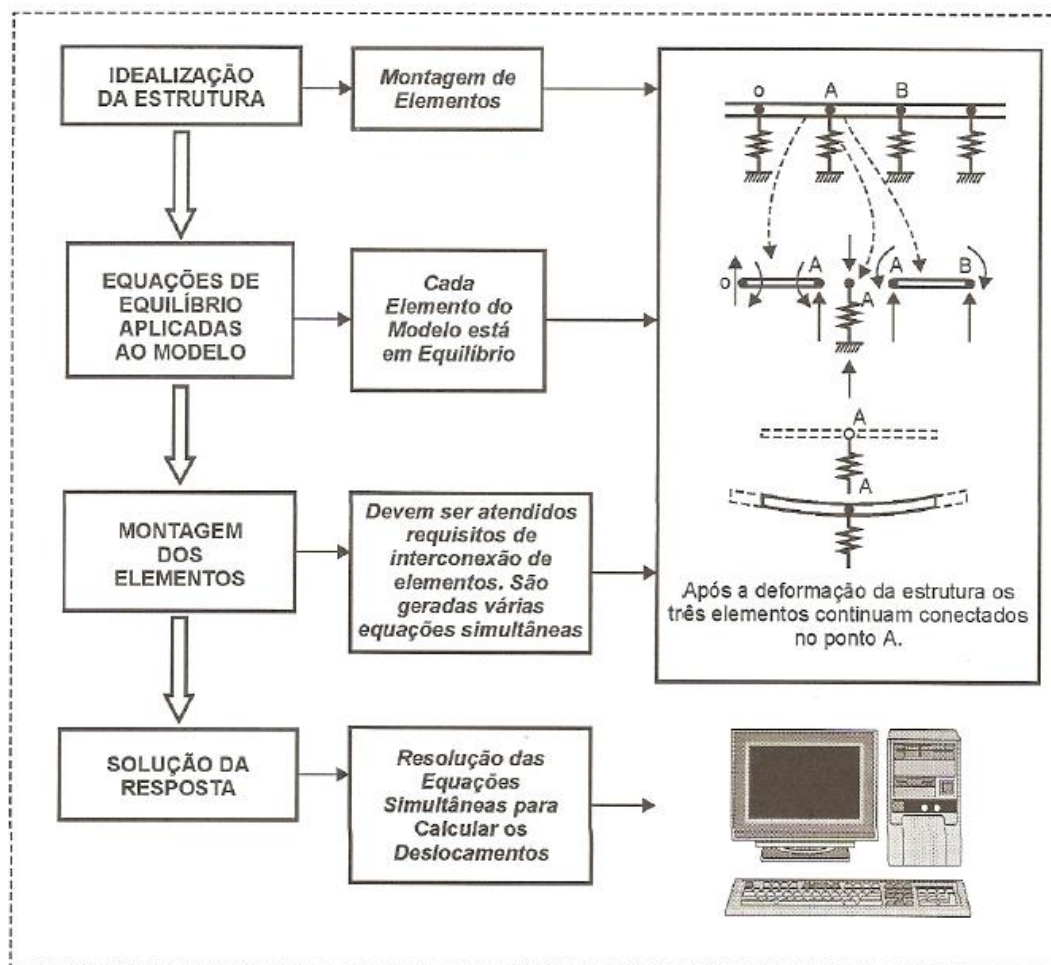 IDEALIZAÇÃO
DA ESTRUTURA
Montagem de
Elementos
o A B
EQUAÇÕES DE
EQUILÍBRIO
APLICADAS
AO MODELO
Cada
Elemento do
Modelo está
em Equilíbrio
o A A A B
A
A
MONTAGEM
DOS
ELEMENTOS
Devem ser atendidos
requisitos de
interconexão de
elementos. São
geradas várias
equações simultâneas
Após a deformação da estrutura os
três elementos continuam conectados
no ponto A.
SOLUÇÃO DA
RESPOSTA
Resolução das
Equações
Simultâneas para
Calcular os
Deslocamentos